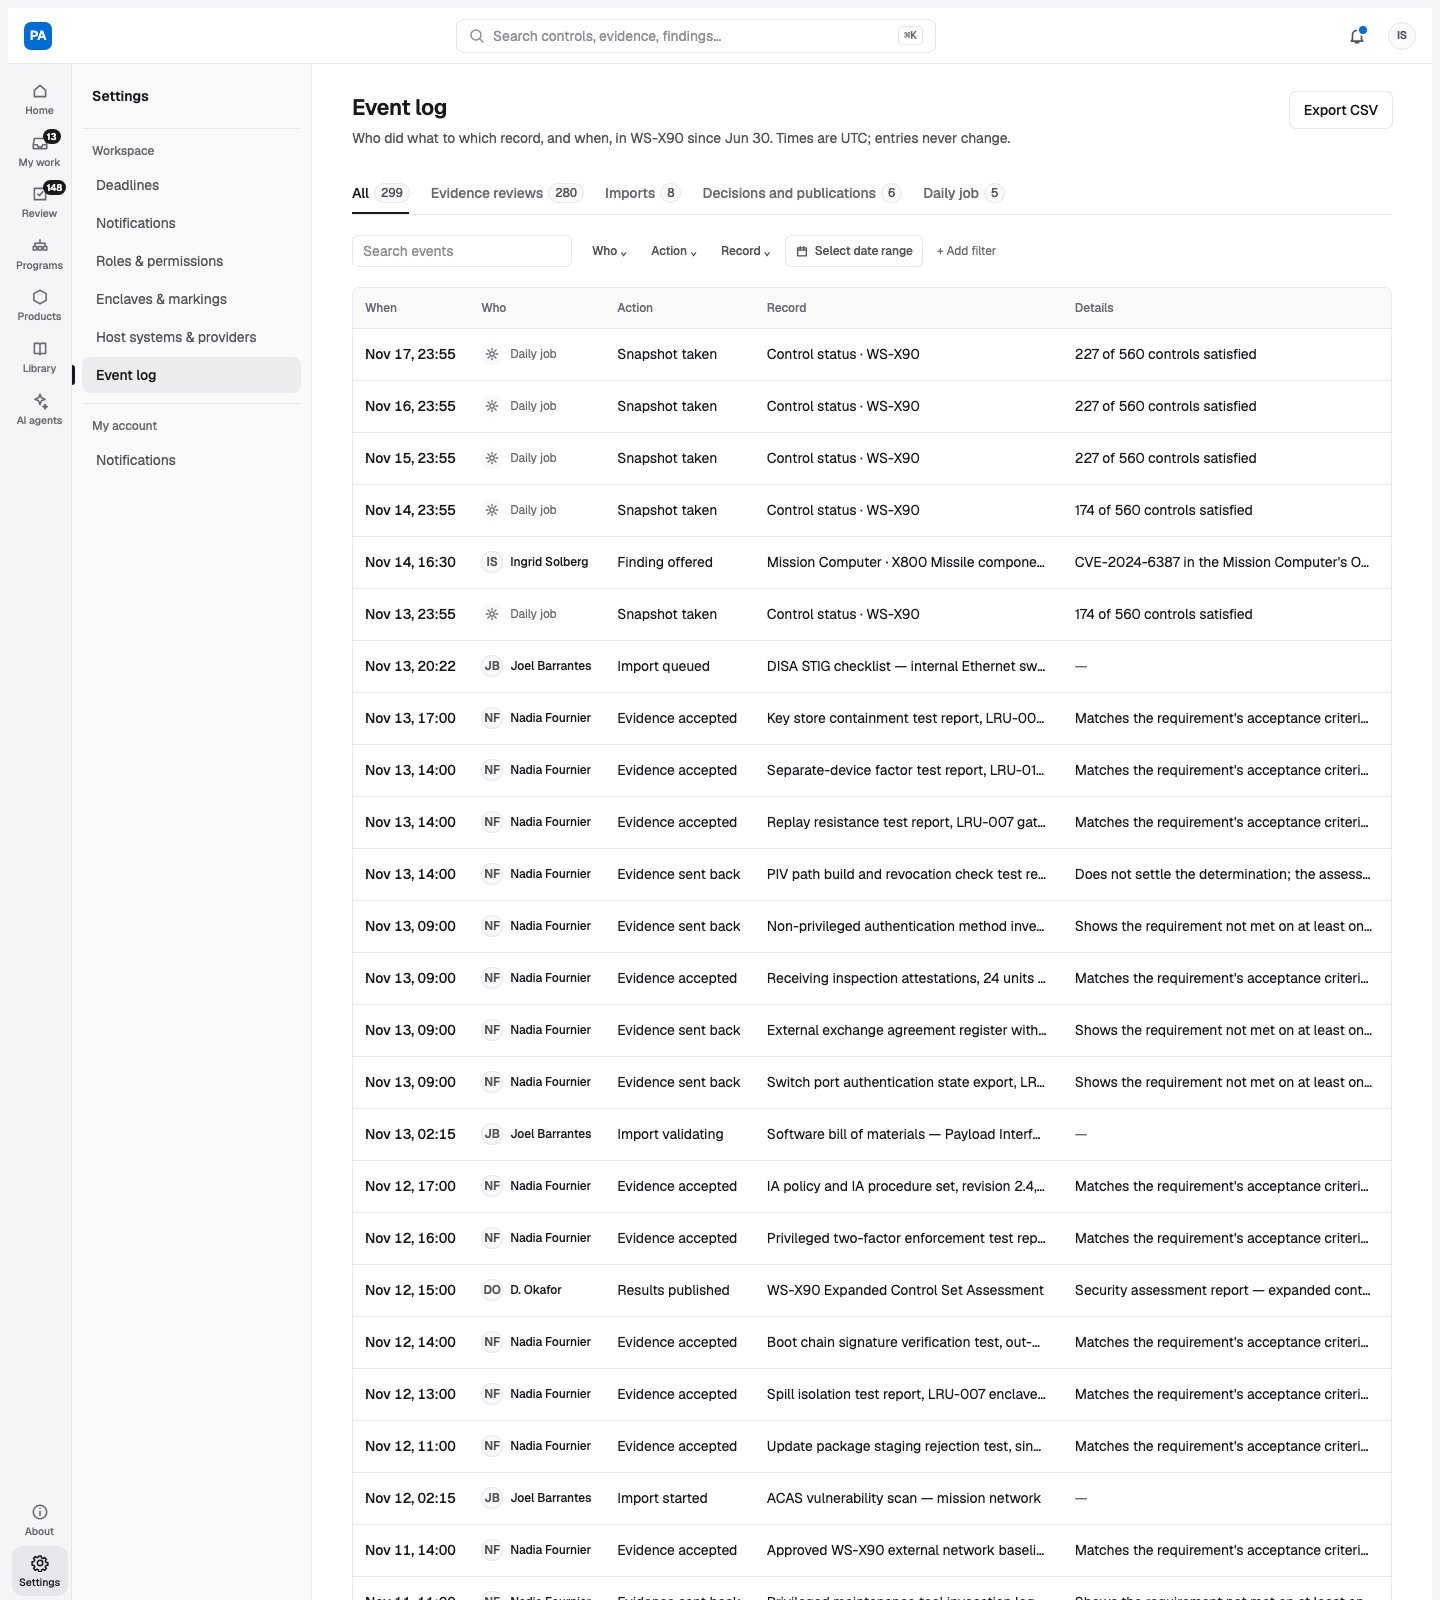 PA
Search controls, evidence, findings… ⌘K
IS
Home
13
My work
148
Review
Programs
Products
Library
AI agents
About
Settings
Settings
Workspace
Deadlines
Notifications
Roles & permissions
Enclaves & markings
Host systems & providers
Event log
My account
Notifications
Event log
Export CSV
Who did what to which record, and when, in WS-X90 since Jun 30. Times are UTC; entries never change.
All 299 Evidence reviews 280 Imports 8 Decisions and publications 6 Daily job 5
Search events Who Action Record Select date range + Add filter
When Who Action Record Details
Nov 17, 23:55 Daily job Snapshot taken Control status · WS-X90 227 of 560 controls satisfied
Nov 16, 23:55 Daily job Snapshot taken Control status · WS-X90 227 of 560 controls satisfied
Nov 15, 23:55 Daily job Snapshot taken Control status · WS-X90 227 of 560 controls satisfied
Nov 14, 23:55 Daily job Snapshot taken Control status · WS-X90 174 of 560 controls satisfied
Nov 14, 16:30 IS Ingrid Solberg Finding offered Mission Computer · X800 Missile compone… CVE-2024-6387 in the Mission Computer's O…
Nov 13, 23:55 Daily job Snapshot taken Control status · WS-X90 174 of 560 controls satisfied
Nov 13, 20:22 JB Joel Barrantes Import queued DISA STIG checklist — internal Ethernet sw… —
Nov 13, 17:00 NF Nadia Fournier Evidence accepted Key store containment test report, LRU-00… Matches the requirement's acceptance criteri…
Nov 13, 14:00 NF Nadia Fournier Evidence accepted Separate-device factor test report, LRU-01… Matches the requirement's acceptance criteri…
Nov 13, 14:00 NF Nadia Fournier Evidence accepted Replay resistance test report, LRU-007 gat… Matches the requirement's acceptance criteri…
Nov 13, 14:00 NF Nadia Fournier Evidence sent back PIV path build and revocation check test re… Does not settle the determination; the assess…
Nov 13, 09:00 NF Nadia Fournier Evidence sent back Non-privileged authentication method inve… Shows the requirement not met on at least on…
Nov 13, 09:00 NF Nadia Fournier Evidence accepted Receiving inspection attestations, 24 units … Matches the requirement's acceptance criteri…
Nov 13, 09:00 NF Nadia Fournier Evidence sent back External exchange agreement register with… Shows the requirement not met on at least on…
Nov 13, 09:00 NF Nadia Fournier Evidence sent back Switch port authentication state export, LR… Shows the requirement not met on at least on…
Nov 13, 02:15 JB Joel Barrantes Import validating Software bill of materials — Payload Interf… —
Nov 12, 17:00 NF Nadia Fournier Evidence accepted IA policy and IA procedure set, revision 2.4,… Matches the requirement's acceptance criteri…
Nov 12, 16:00 NF Nadia Fournier Evidence accepted Privileged two-factor enforcement test rep… Matches the requirement's acceptance criteri…
Nov 12, 15:00 DO D. Okafor Results published WS-X90 Expanded Control Set Assessment Security assessment report — expanded cont…
Nov 12, 14:00 NF Nadia Fournier Evidence accepted Boot chain signature verification test, out-… Matches the requirement's acceptance criteri…
Nov 12, 13:00 NF Nadia Fournier Evidence accepted Spill isolation test report, LRU-007 enclave… Matches the requirement's acceptance criteri…
Nov 12, 11:00 NF Nadia Fournier Evidence accepted Update package staging rejection test, sin… Matches the requirement's acceptance criteri…
Nov 12, 02:15 JB Joel Barrantes Import started ACAS vulnerability scan — mission network —
Nov 11, 14:00 NF Nadia Fournier Evidence accepted Approved WS-X90 external network baseli… Matches the requirement's acceptance criteri…